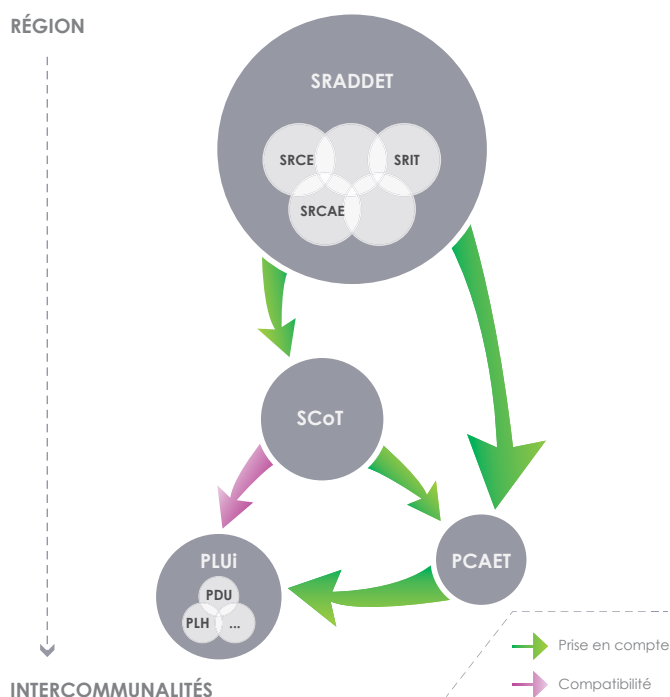 RÉGION
SRADDET
SRCE
SRIT
SRCAE
SCoT
PLUi
PCAET
PDU
PLH
...
Prise en compte
Compatibilité
INTERCOMMUNALITÉS